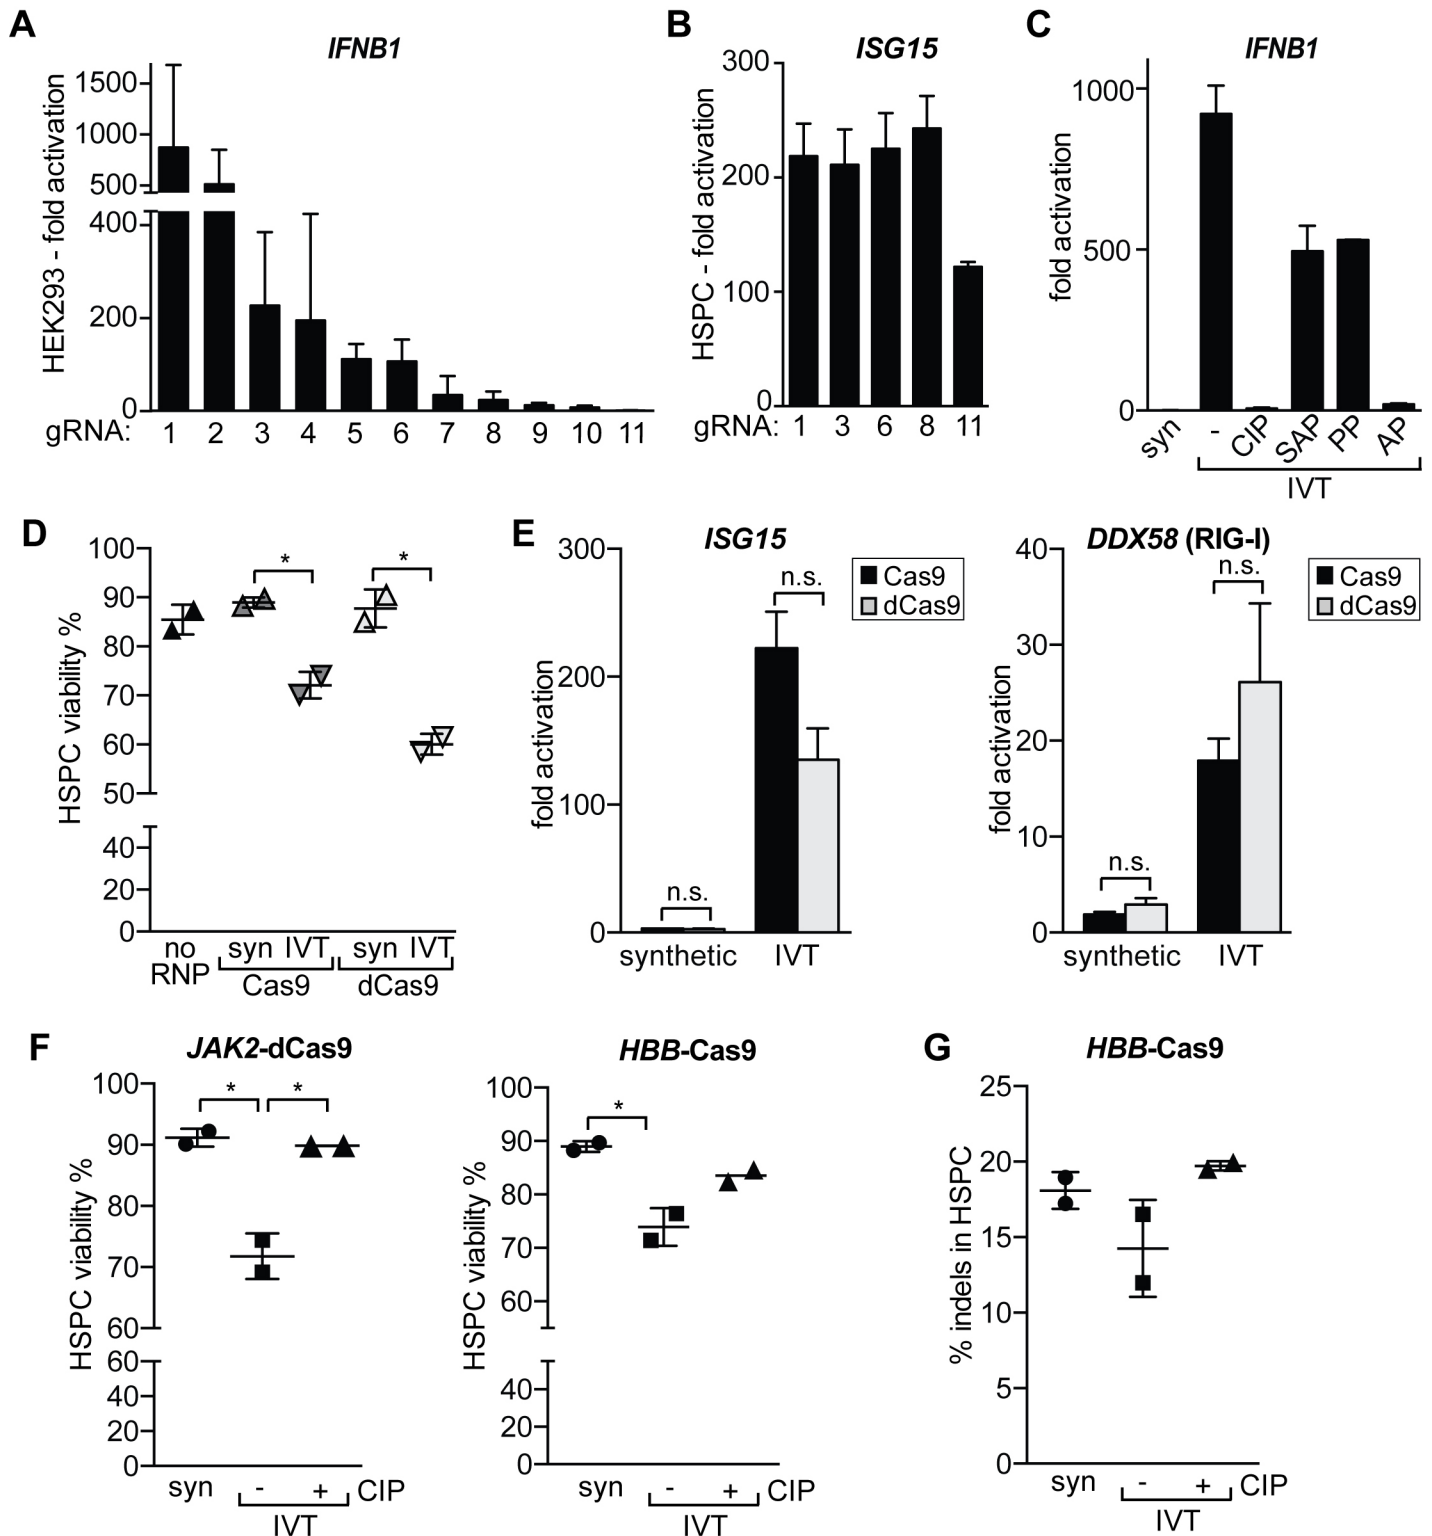 A
IFNB1
HEK293 - fold activation
1500
1000
500
400
200
0
gRNA: 1 2 3 4 5 6 7 8 9 10 11
B
ISG15
HSPC - fold activation
300
200
100
0
gRNA: 1 3 6 8 11
C
IFNB1
fold activation
1000
500
0
syn - CIP SAP PP AP
IVT
D
HSPC viability %
100
90
80
70
60
50
40
20
0
* *
no RNP
syn IVT syn IVT
Cas9 dCas9
E
ISG15
fold activation
300
200
100
0
n.s.
n.s.
Cas9
dCas9
synthetic IVT
DDX58 (RIG-I)
fold activation
40
30
20
10
0
n.s.
n.s.
Cas9
dCas9
synthetic IVT
F
JAK2-dCas9
HSPC viability %
100
90
80
70
60
60
40
20
0
* *
syn - + CIP
IVT
HBB-Cas9
HSPC viability %
100
90
80
70
60
40
20
0
*
syn - + CIP
IVT
G
HBB-Cas9
% indels in HSPC
25
20
15
10
5
0
syn - + CIP
IVT